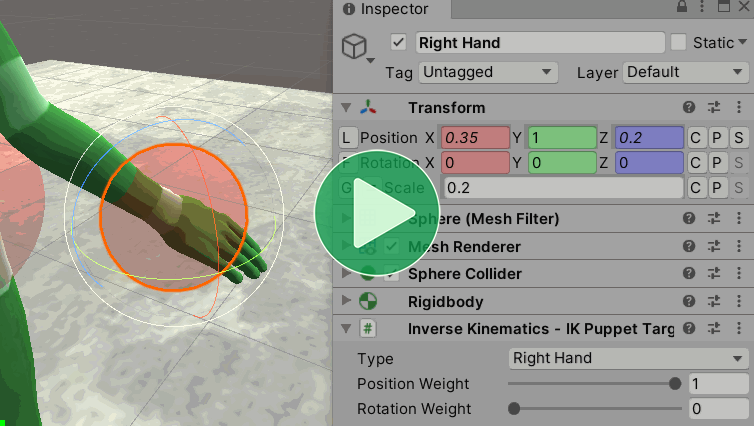 Inspector
Right Hand Static
Tag Untagged Layer Default
Transform
L Position X 0.35 Y 1 Z 0.2 C P S
Rotation X 0 Y 0 Z 0 C P S
G Scale 0.2 C P S
Sphere (Mesh Filter)
Mesh Renderer
Sphere Collider
Rigidbody
# Inverse Kinematics - IK Puppet Targ
Type Right Hand
Position Weight 1
Rotation Weight 0